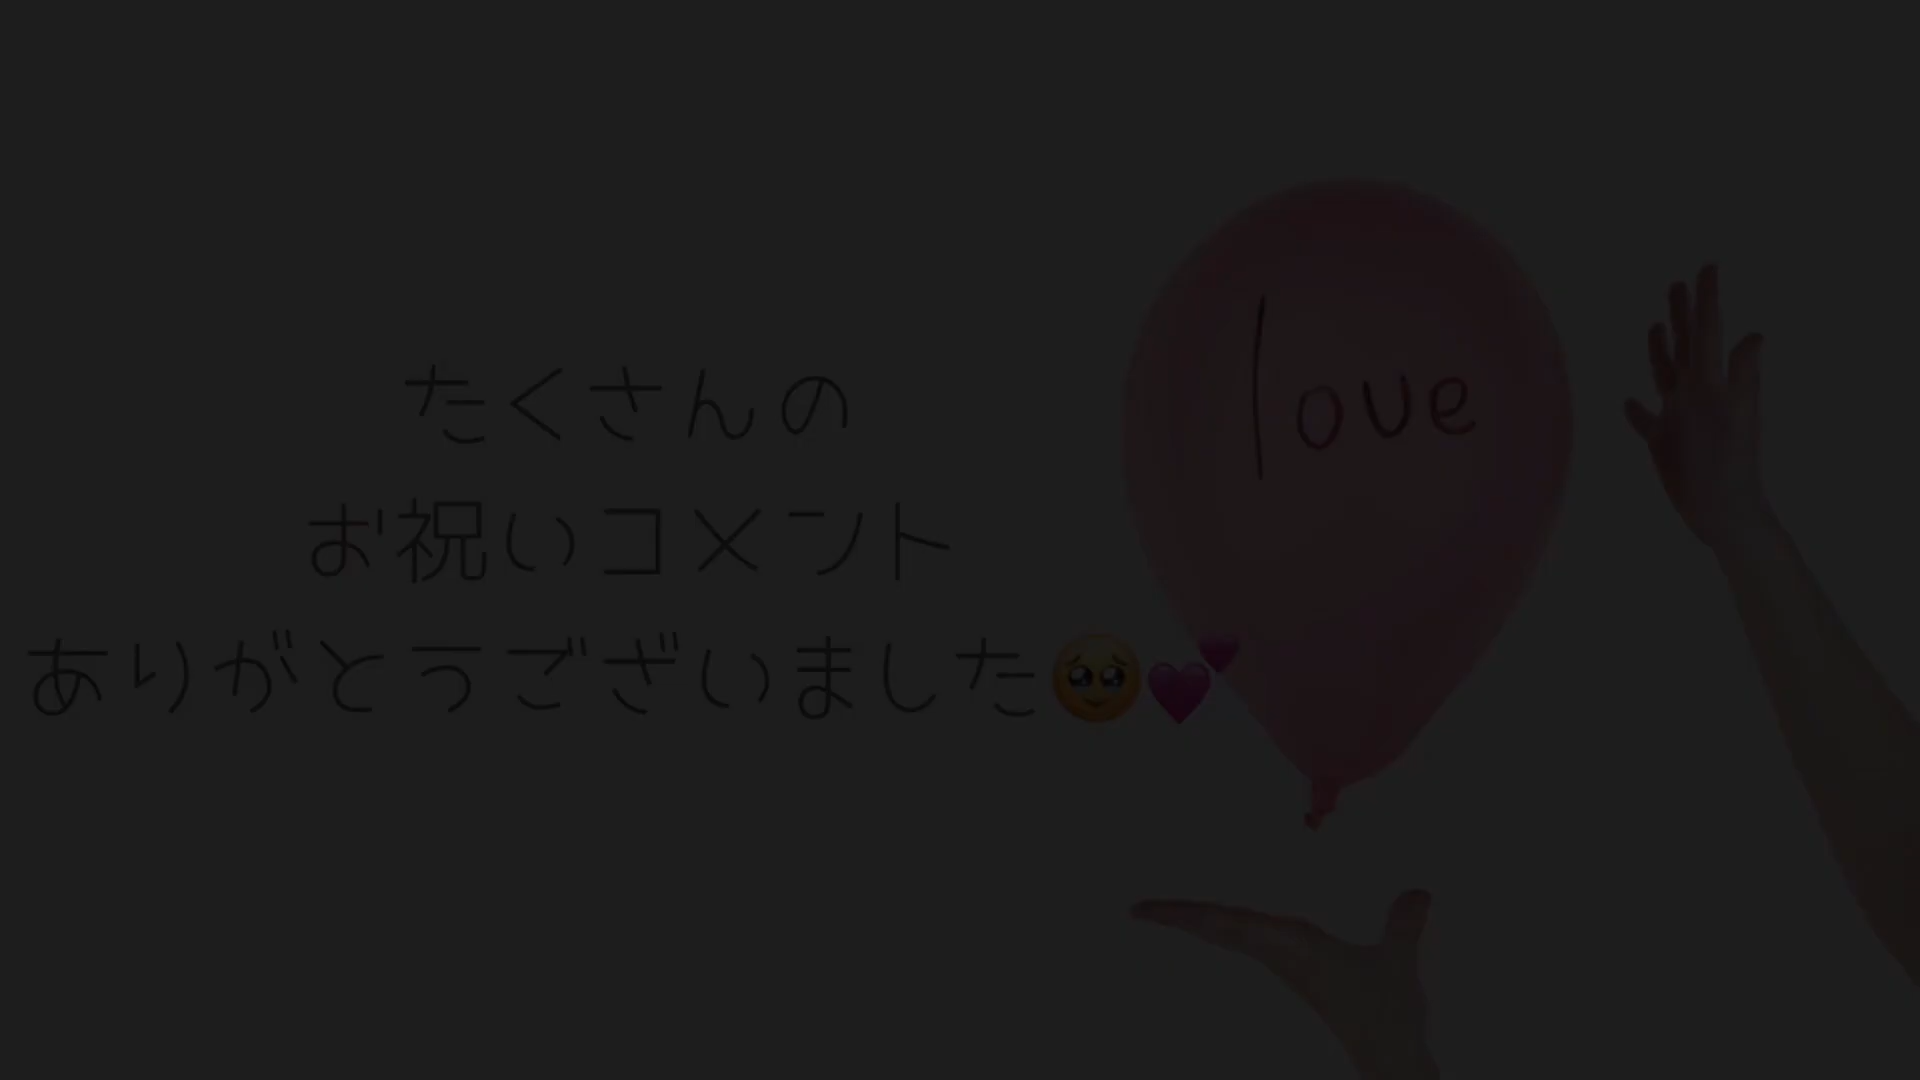 たくさんの
お祝いコメント
ありがとうございました🥹💕
love